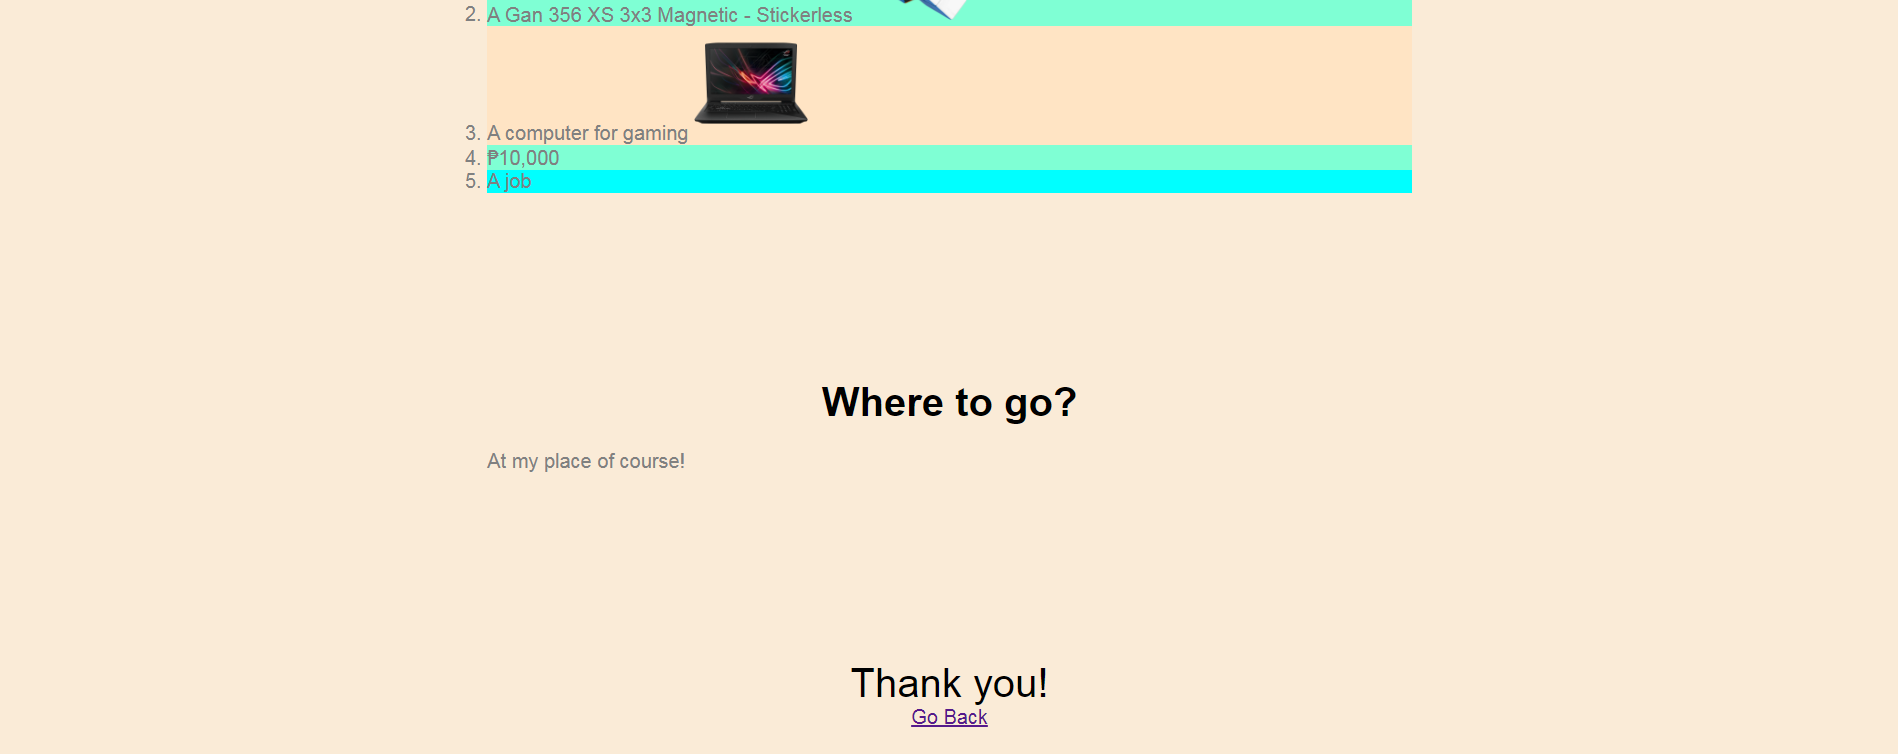 2. A Gan 356 XS 3x3 Magnetic - Stickerless
3. A computer for gaming
4. ₱10,000
5. A job
Where to go?
At my place of course!
Thank you!
Go Back